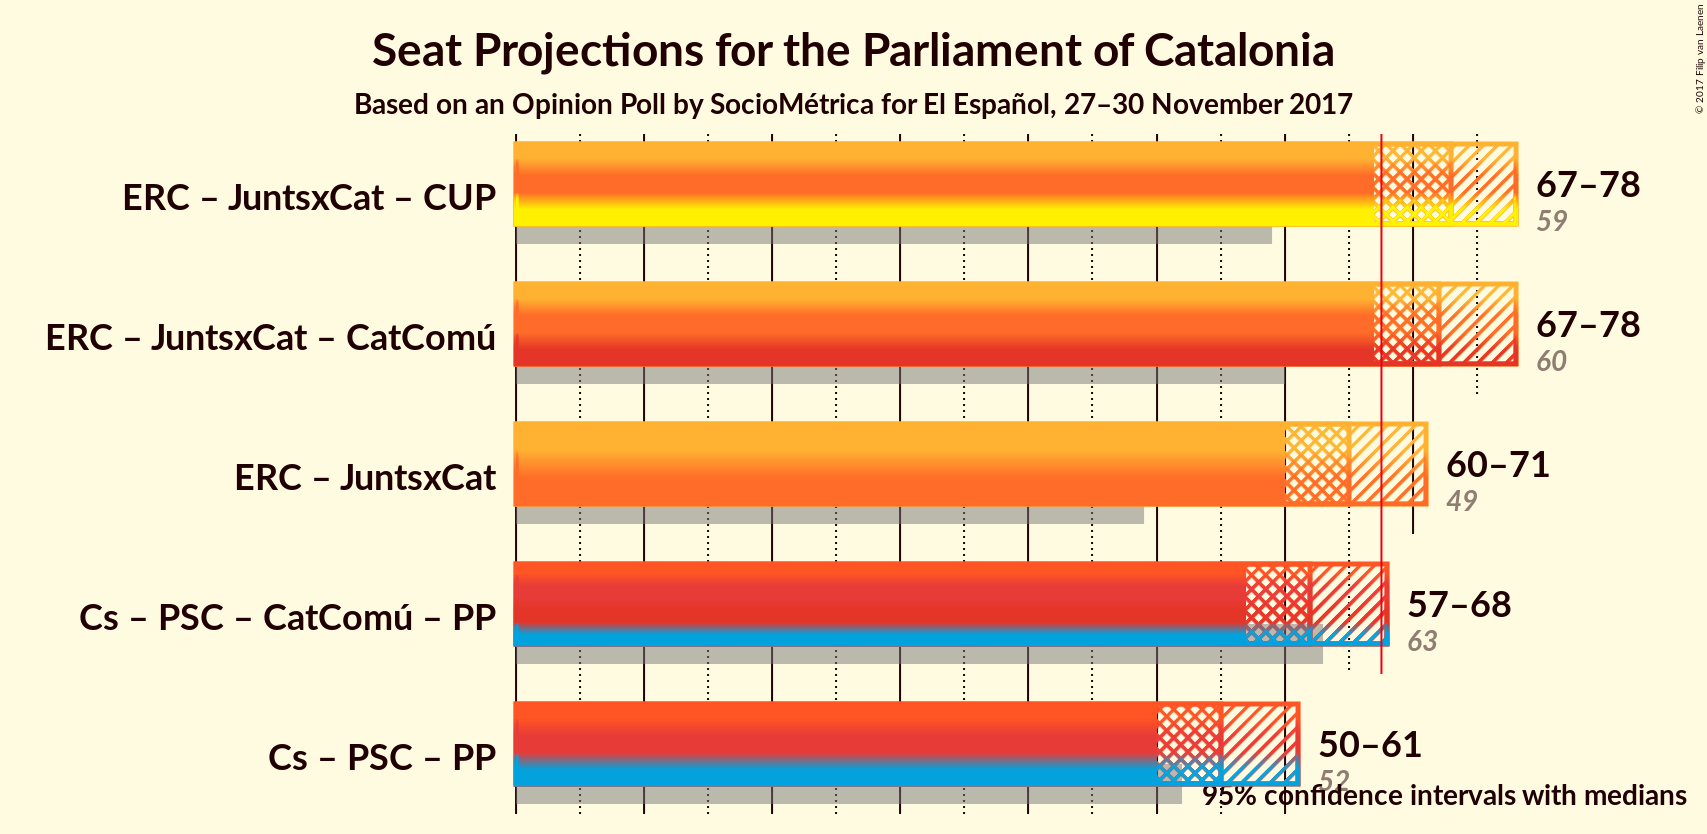 Seat Projections for the Parliament of Catalonia
Based on an Opinion Poll by SocioMétrica for El Español, 27–30 November 2017
© 2017 Filip van Laenen
ERC – JuntsxCat – CUP
67–78
59
ERC – JuntsxCat – CatComú
67–78
60
ERC – JuntsxCat
60–71
49
Cs – PSC – CatComú – PP
57–68
63
Cs – PSC – PP
50–61
52
95% confidence intervals with medians